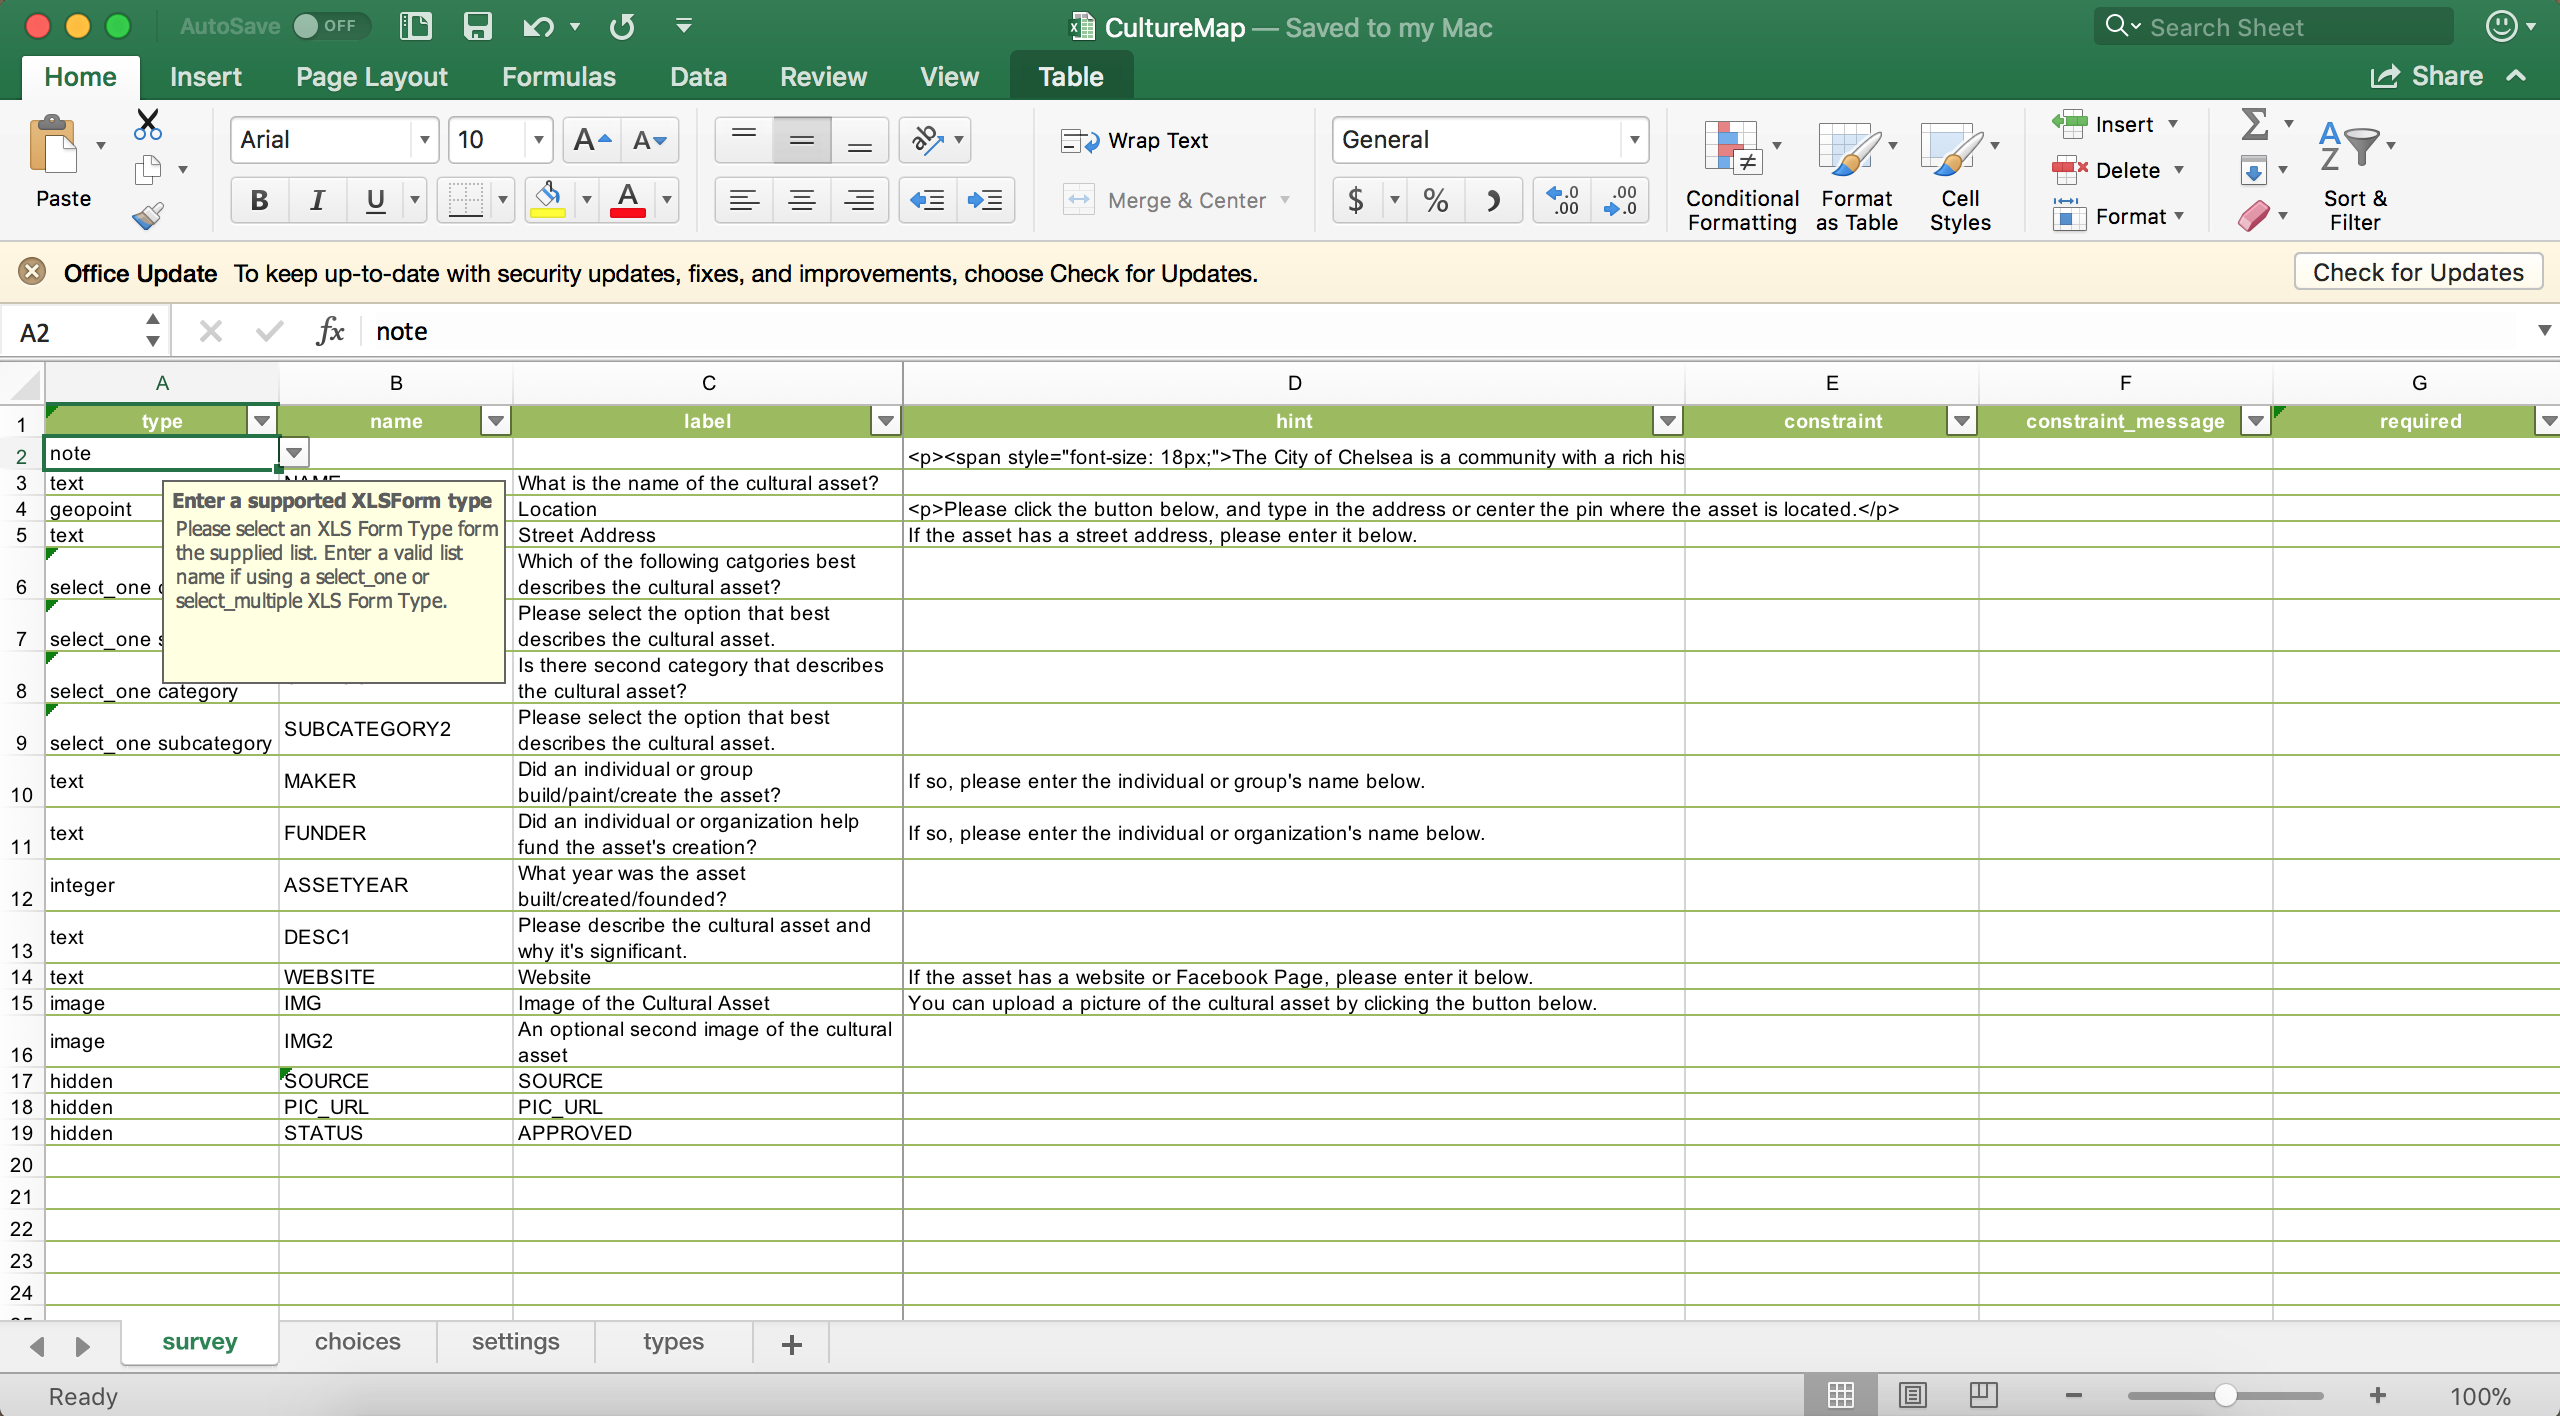 AutoSave OFF
CultureMap — Saved to my Mac
Search Sheet
Home Insert Page Layout Formulas Data Review View Table
Share
Paste
Arial 10
Wrap Text
Merge & Center
General
Conditional Formatting
Format as Table
Cell Styles
Insert
Delete
Format
Sort & Filter
Office Update To keep up-to-date with security updates, fixes, and improvements, choose Check for Updates.
Check for Updates
A2 fx note
A B C D E F G
1 type name label hint constraint constraint_message required
2 note <p><span style="font-size: 18px;">The City of Chelsea is a community with a rich his
3 text NAME What is the name of the cultural asset?
4 geopoint Location <p>Please click the button below, and type in the address or center the pin where the asset is located.</p>
5 text Street Address If the asset has a street address, please enter it below.
Enter a supported XLSForm type
Please select an XLS Form Type form
the supplied list. Enter a valid list
name if using a select_one or
select_multiple XLS Form Type.
6 select_one Which of the following catgories best
describes the cultural asset?
7 select_one Please select the option that best
describes the cultural asset.
8 select_one category Is there second category that describes
the cultural asset?
9 select_one subcategory SUBCATEGORY2 Please select the option that best
describes the cultural asset.
10 text MAKER Did an individual or group
build/paint/create the asset? If so, please enter the individual or group's name below.
11 text FUNDER Did an individual or organization help
fund the asset's creation? If so, please enter the individual or organization's name below.
12 integer ASSETYEAR What year was the asset
built/created/founded?
13 text DESC1 Please describe the cultural asset and
why it's significant.
14 text WEBSITE Website If the asset has a website or Facebook Page, please enter it below.
15 image IMG Image of the Cultural Asset You can upload a picture of the cultural asset by clicking the button below.
16 image IMG2 An optional second image of the cultural
asset
17 hidden SOURCE SOURCE
18 hidden PIC_URL PIC_URL
19 hidden STATUS APPROVED
20
21
22
23
24
survey choices settings types +
Ready
100%